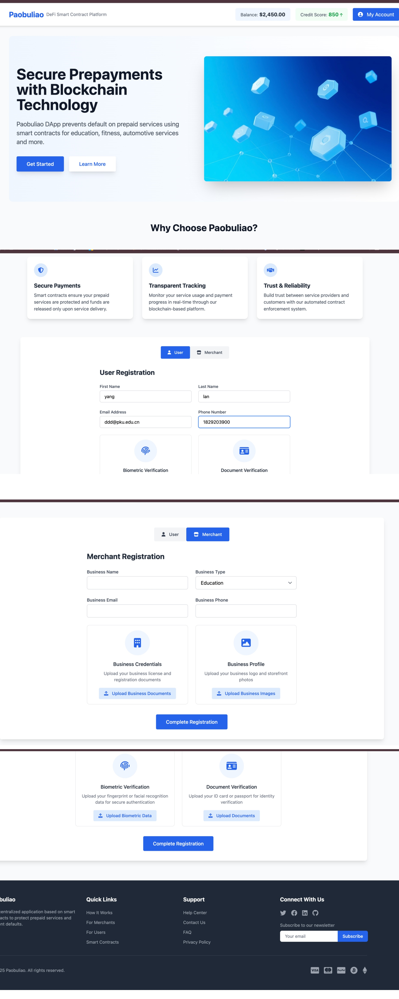 Paobuliao DeFi Smart Contract Platform
Balance: $2,450.00
Credit Score: 850
My Account
Secure Prepayments
with Blockchain
Technology
Paobuliao DApp prevents default on prepaid services using
smart contracts for education, fitness, automotive services
and more.
Get Started
Learn More
Why Choose Paobuliao?
Secure Payments
Smart contracts ensure your prepaid
services are protected and funds are
released only upon service delivery.
Transparent Tracking
Monitor your service usage and payment
progress in real-time through our
blockchain-based platform.
Trust & Reliability
Build trust between service providers and
customers with our automated contract
enforcement system.
User
Merchant
User Registration
First Name
yang
Last Name
lan
Email Address
ddd@pku.edu.cn
Phone Number
1829203900
Biometric Verification
Document Verification
User
Merchant
Merchant Registration
Business Name
Business Type
Education
Business Email
Business Phone
Business Credentials
Upload your business license and
registration documents
Upload Business Documents
Business Profile
Upload your business logo and storefront
photos
Upload Business Images
Complete Registration
Biometric Verification
Upload your fingerprint or facial recognition
data for secure authentication
Upload Biometric Data
Document Verification
Upload your ID card or passport for identity
verification
Upload Documents
Complete Registration
buliao
centralized application based on smart
acts to protect prepaid services and
nt defaults.
Quick Links
How It Works
For Merchants
For Users
Smart Contracts
Support
Help Center
Contact Us
FAQ
Privacy Policy
Connect With Us
Subscribe to our newsletter
Your email
Subscribe
25 Paobuliao. All rights reserved.
VISA
PayPal